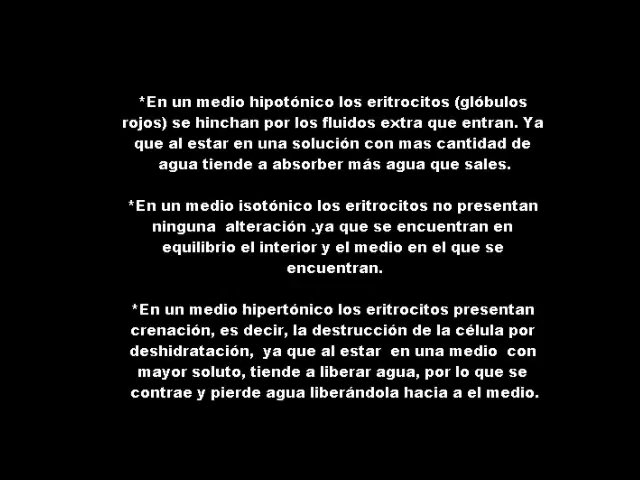 *En un medio hipotónico los eritrocitos (glóbulos
rojos) se hinchan por los fluidos extra que entran. Ya
que al estar en una solución con mas cantidad de
agua tiende a absorber más agua que sales.
*En un medio isotónico los eritrocitos no presentan
ninguna  alteración .ya que se encuentran en
equilibrio el interior y el medio en el que se
encuentran.
*En un medio hipertónico los eritrocitos presentan
crenación, es decir, la destrucción de la célula por
deshidratación,  ya que al estar  en una medio  con
mayor soluto, tiende a liberar agua, por lo que se
contrae y pierde agua liberándola hacia a el medio.